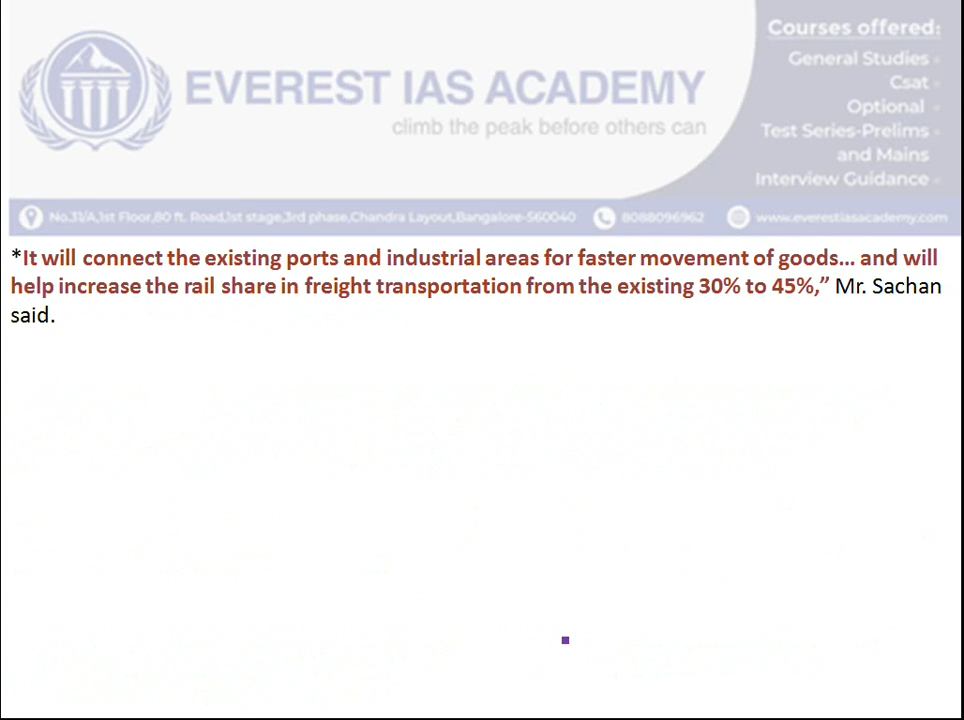 Courses offered:
General Studies
Csat
Optional
Test Series-Prelims
and Mains
Interview Guidance
EVEREST IAS ACADEMY
climb the peak before others can
No.31/A,1st Floor,80 ft. Road,1st stage,3rd phase,Chandra Layout,Bangalore-560040 8088096962 www.everestiasacademy.com
*It will connect the existing ports and industrial areas for faster movement of goods... and will
help increase the rail share in freight transportation from the existing 30% to 45%,” Mr. Sachan
said.